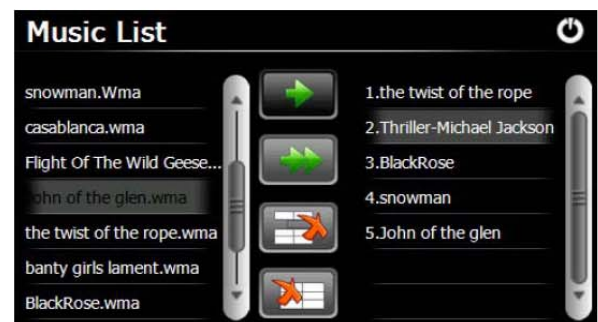 Music List
snowman.Wma
casablanca.wma
Flight Of The Wild Geese...
John of the glen.wma
the twist of the rope.wma
banty girls lament.wma
BlackRose.wma
1.the twist of the rope
2.Thriller-Michael Jackson
3.BlackRose
4.snowman
5.John of the glen